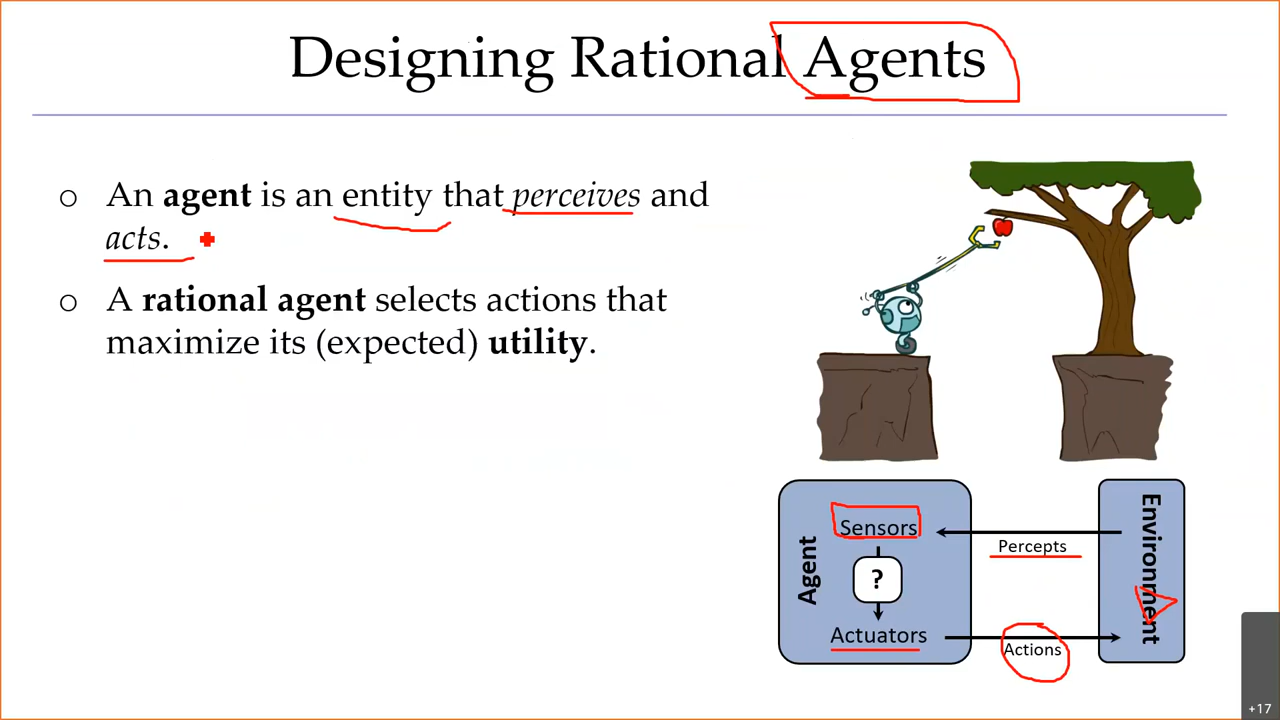 Designing Rational Agents
An agent is an entity that perceives and
acts.
A rational agent selects actions that
maximize its (expected) utility.
Agent
Sensors
?
Actuators
Percepts
Actions
Environment
+17